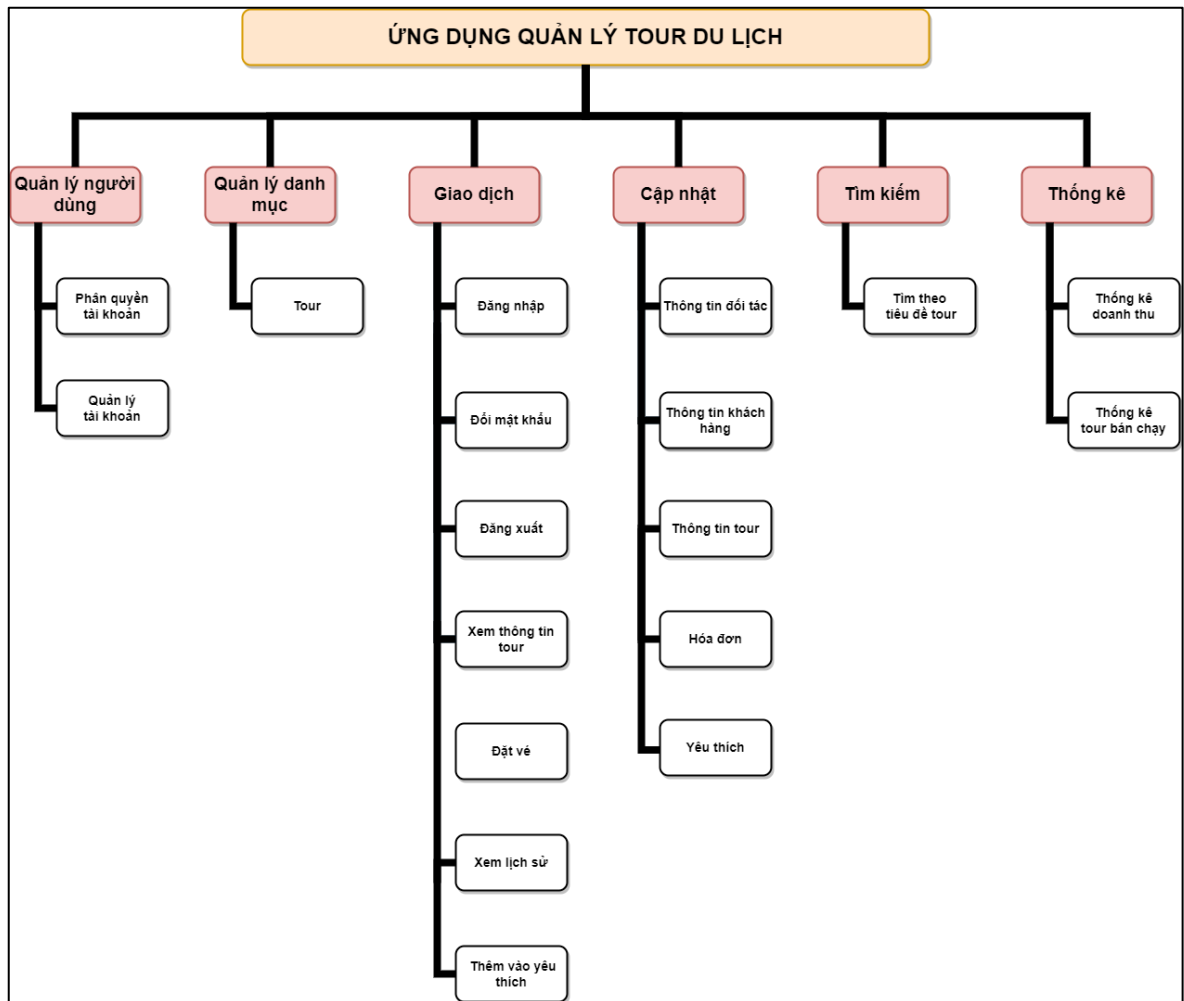 ỨNG DỤNG QUẢN LÝ TOUR DU LỊCH
Quản lý người
dùng
Quản lý danh
mục
Giao dịch
Cập nhật
Tìm kiếm
Thống kê
Phân quyền
tài khoản
Quản lý
tài khoản
Tour
Đăng nhập
Đổi mật khẩu
Đăng xuất
Xem thông tin
tour
Đặt vé
Xem lịch sử
Thêm vào yêu
thích
Thông tin đối tác
Thông tin khách
hàng
Thông tin tour
Hóa đơn
Yêu thích
Tìm theo
tiêu đề tour
Thống kê
doanh thu
Thống kê
tour bán chạy